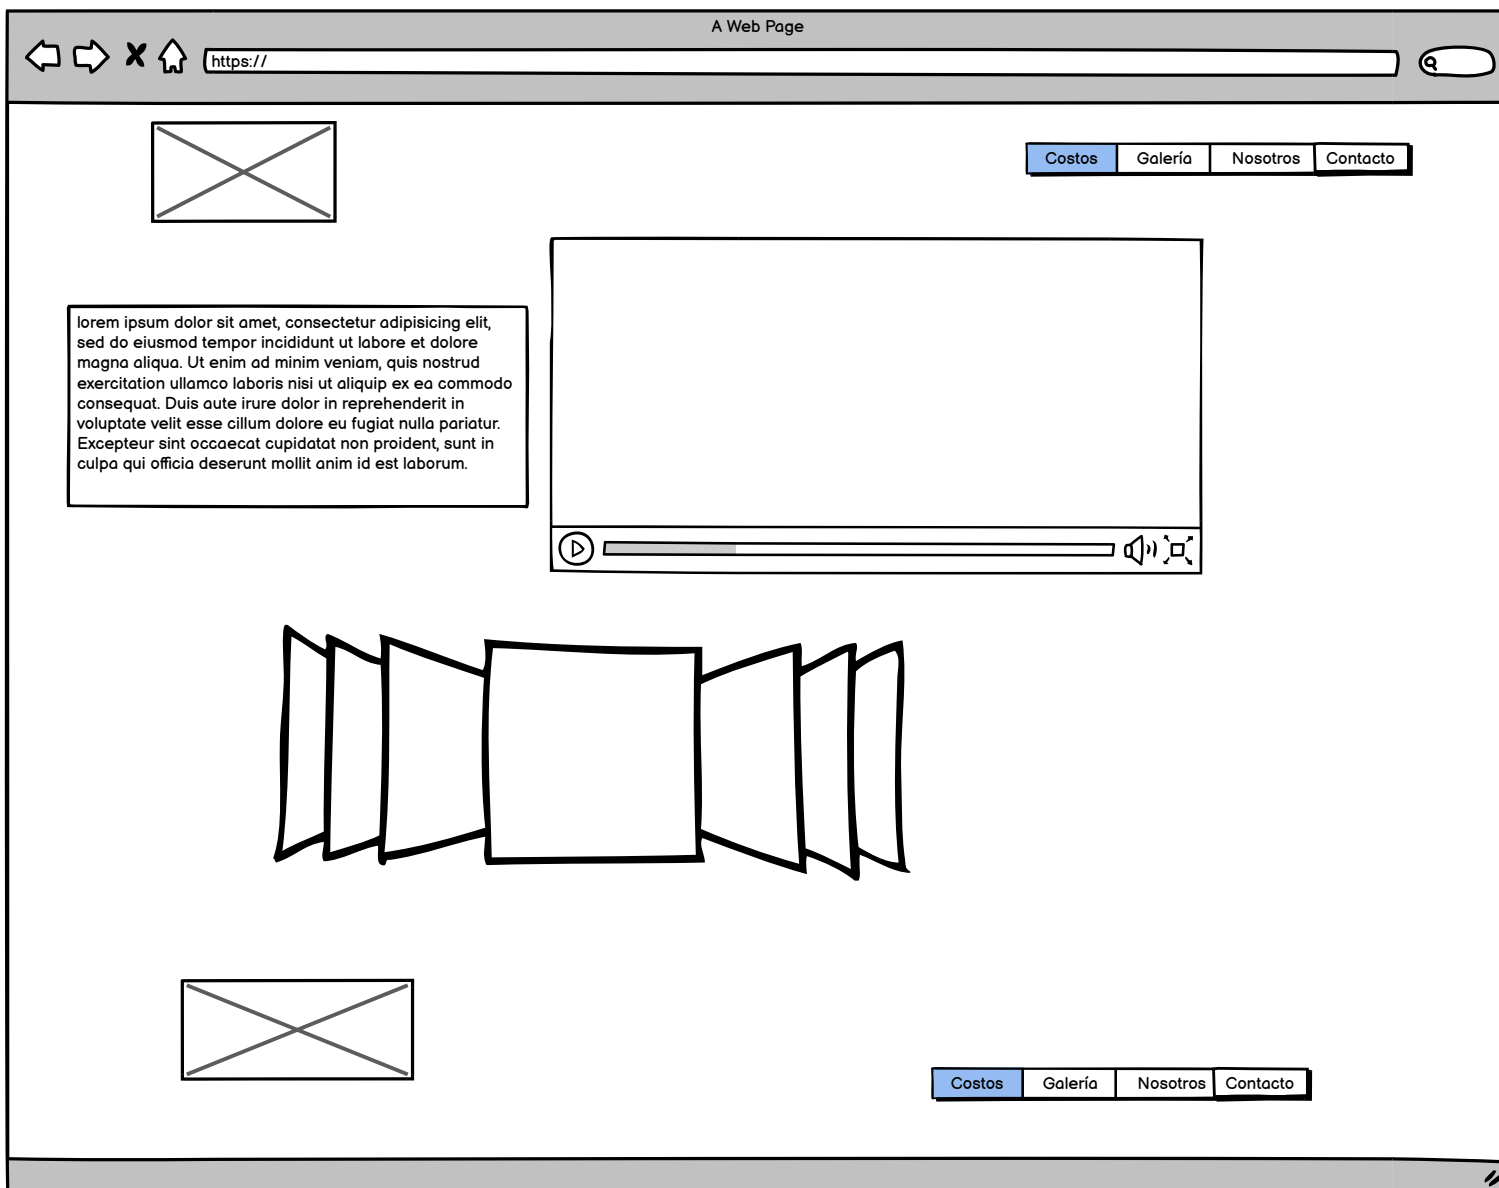 A Web Page
https://
Costos Galería Nosotros Contacto
lorem ipsum dolor sit amet, consectetur adipisicing elit,
sed do eiusmod tempor incididunt ut labore et dolore
magna aliqua. Ut enim ad minim veniam, quis nostrud
exercitation ullamco laboris nisi ut aliquip ex ea commodo
consequat. Duis aute irure dolor in reprehenderit in
voluptate velit esse cillum dolore eu fugiat nulla pariatur.
Excepteur sint occaecat cupidatat non proident, sunt in
culpa qui officia deserunt mollit anim id est laborum.
Costos Galería Nosotros Contacto